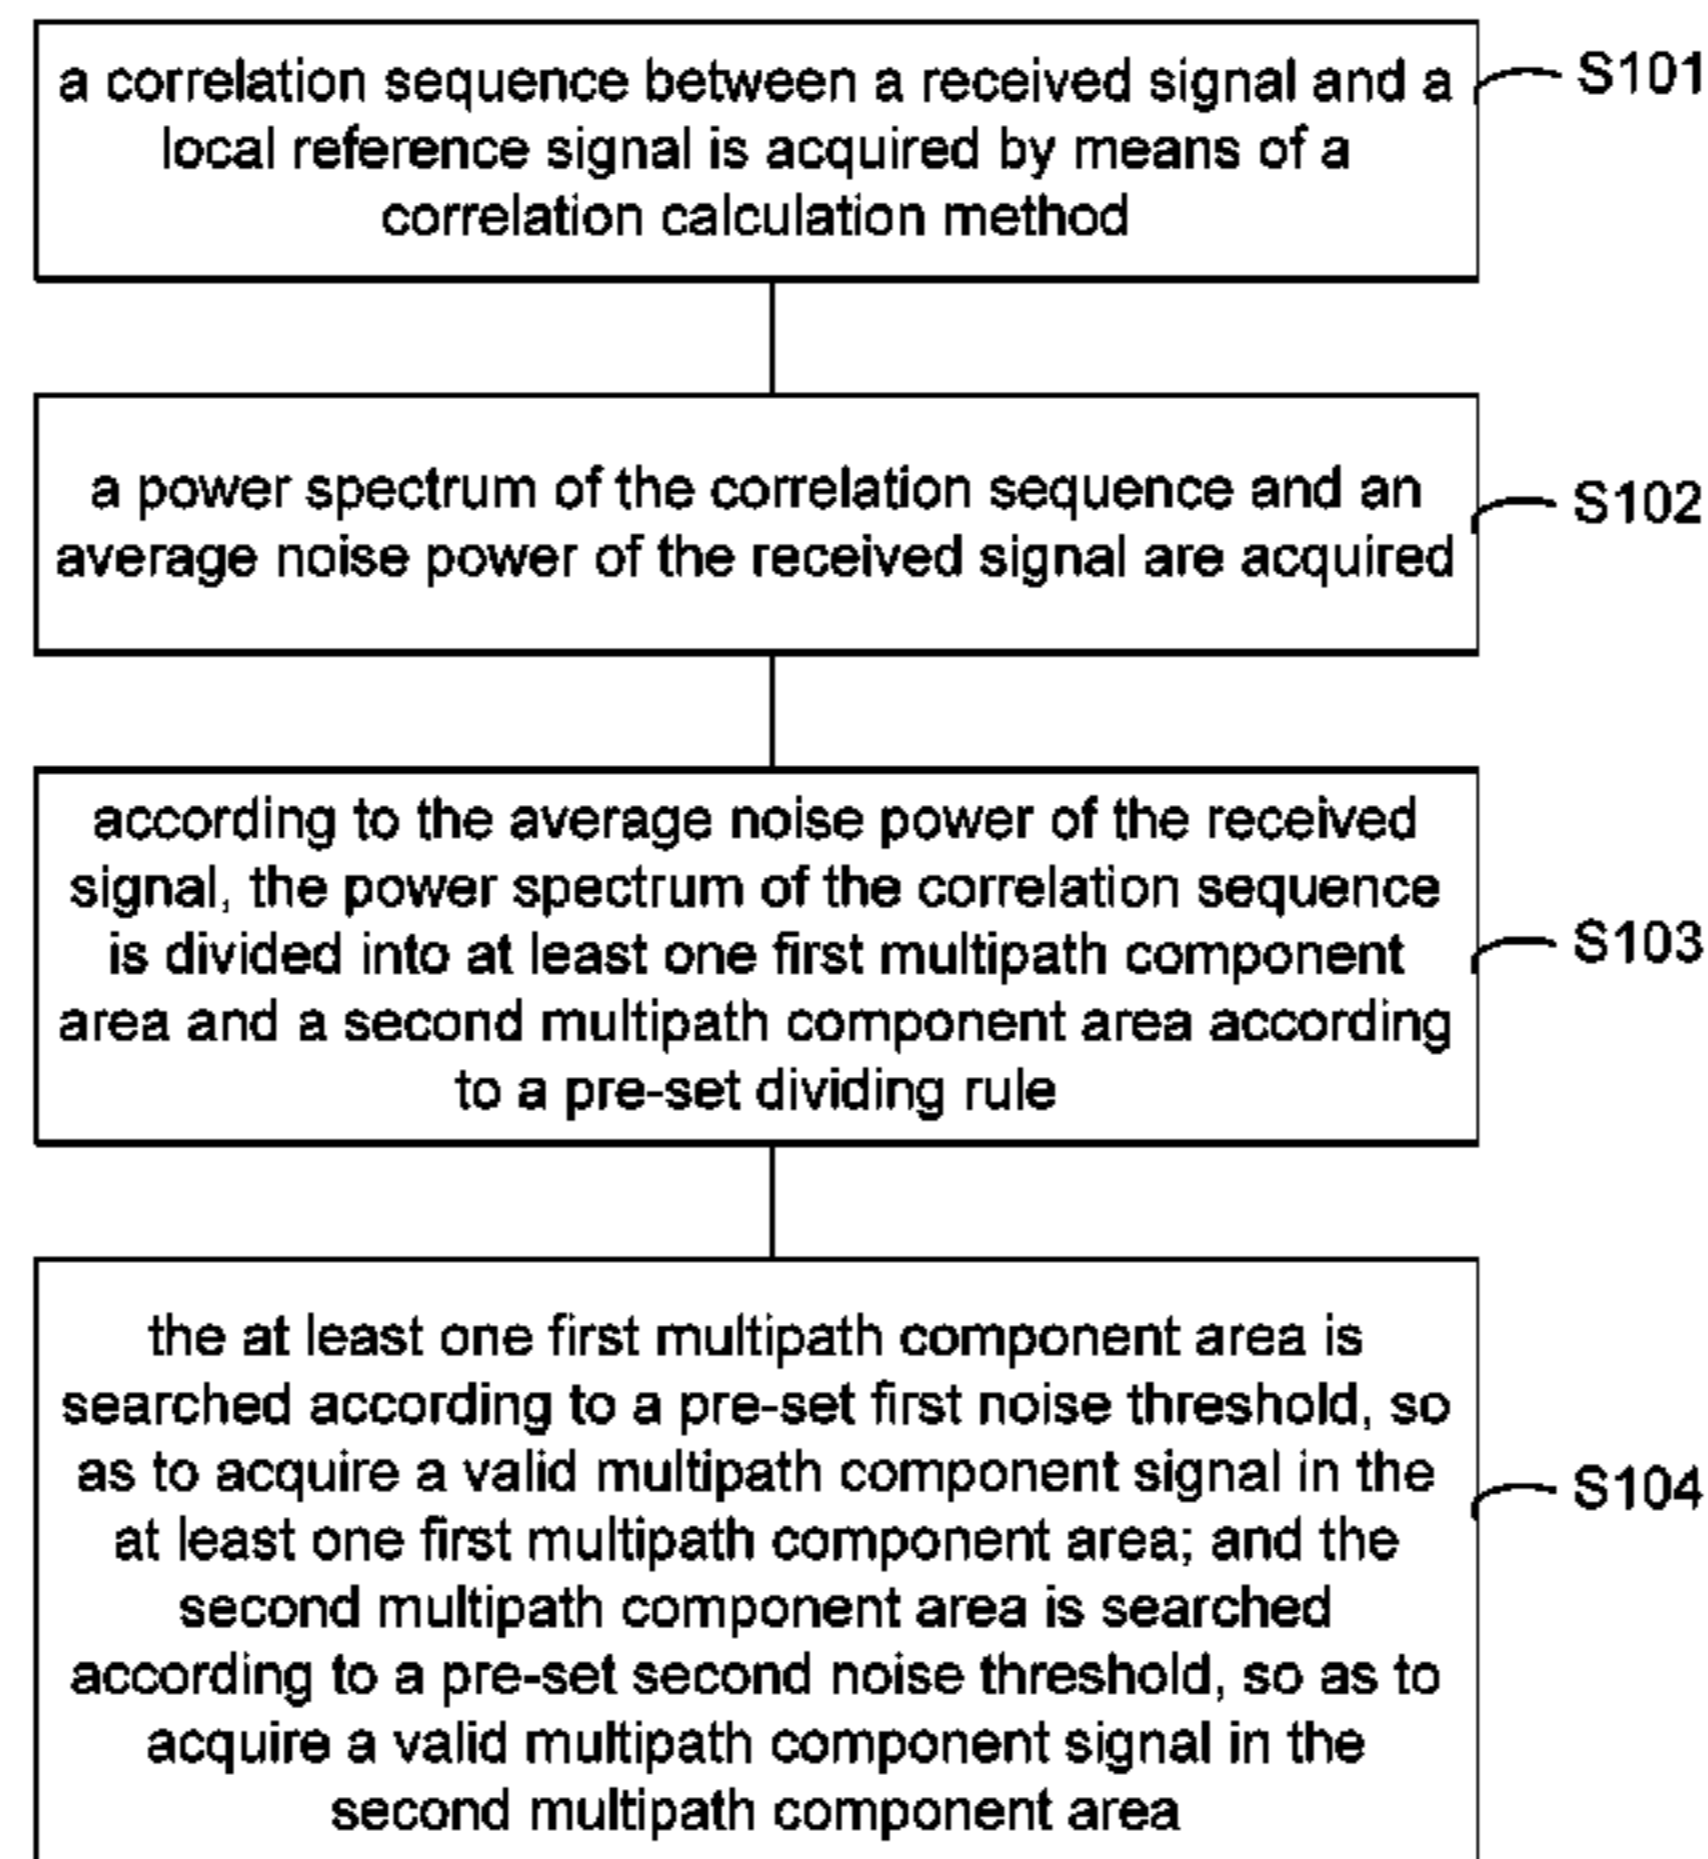 a correlation sequence between a received signal and a
local reference signal is acquired by means of a
correlation calculation method
S101
a power spectrum of the correlation sequence and an
average noise power of the received signal are acquired
S102
according to the average noise power of the received
signal, the power spectrum of the correlation sequence
is divided into at least one first multipath component
area and a second multipath component area according
to a pre-set dividing rule
S103
the at least one first multipath component area is
searched according to a pre-set first noise threshold, so
as to acquire a valid multipath component signal in the
at least one first multipath component area; and the
second multipath component area is searched
according to a pre-set second noise threshold, so as to
acquire a valid multipath component signal in the
second multipath component area
S104